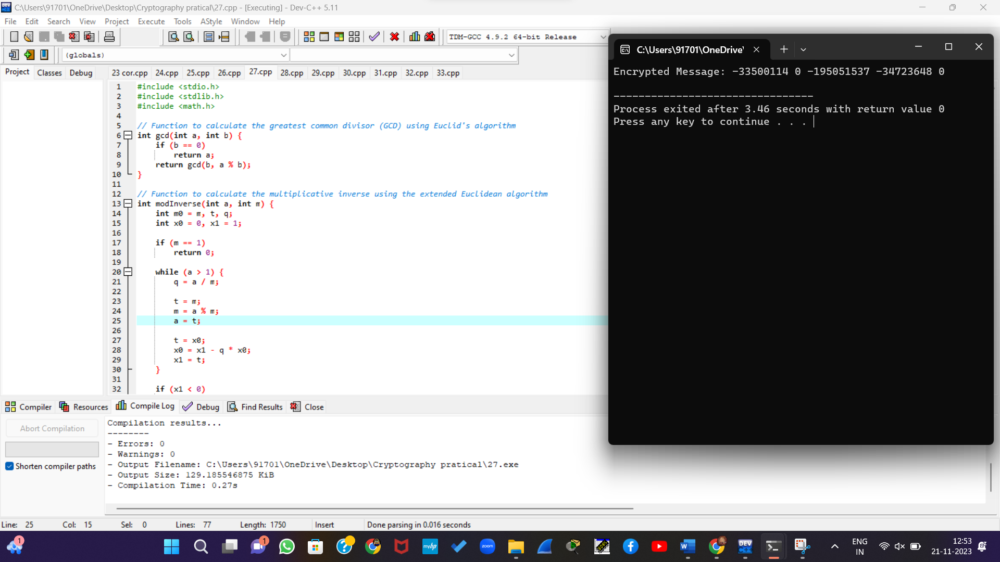 C:\Users\91701\OneDrive\Desktop\Cryptography pratical\27.cpp - [Executing] - Dev-C++ 5.11
File Edit Search View Project Execute Tools AStyle Window Help
TDM-GCC 4.9.2 64-bit Release
(globals)
Project Classes Debug
23 cor.cpp 24.cpp 25.cpp 26.cpp 27.cpp 28.cpp 29.cpp 30.cpp 31.cpp 32.cpp 33.cpp
1 #include <stdio.h>
2 #include <stdlib.h>
3 #include <math.h>
4
5 // Function to calculate the greatest common divisor (GCD) using Euclid's algorithm
6 int gcd(int a, int b) {
7 if (b == 0)
8 return a;
9 return gcd(b, a % b);
10 }
11
12 // Function to calculate the multiplicative inverse using the extended Euclidean algorithm
13 int modInverse(int a, int m) {
14 int m0 = m, t, q;
15 int x0 = 0, x1 = 1;
16
17 if (m == 1)
18 return 0;
19
20 while (a > 1) {
21 q = a / m;
22
23 t = m;
24 m = a % m;
25 a = t;
26
27 t = x0;
28 x0 = x1 - q * x0;
29 x1 = t;
30 }
31
32 if (x1 < 0)
C:\Users\91701\OneDrive\
Encrypted Message: -33500114 0 -195051537 -34723648 0
--------------------------------
Process exited after 3.46 seconds with return value 0
Press any key to continue . . .
Compiler Resources Compile Log Debug Find Results Close
Abort Compilation
Shorten compiler paths
Compilation results...
--------
- Errors: 0
- Warnings: 0
- Output Filename: C:\Users\91701\OneDrive\Desktop\Cryptography pratical\27.exe
- Output Size: 129.185546875 KiB
- Compilation Time: 0.27s
Line: 25 Col: 15 Sel: 0 Lines: 77 Length: 1750 Insert Done parsing in 0.016 seconds
1
1
myhp
zoom
W
DEV
C++
ENG
IN
12:53
21-11-2023